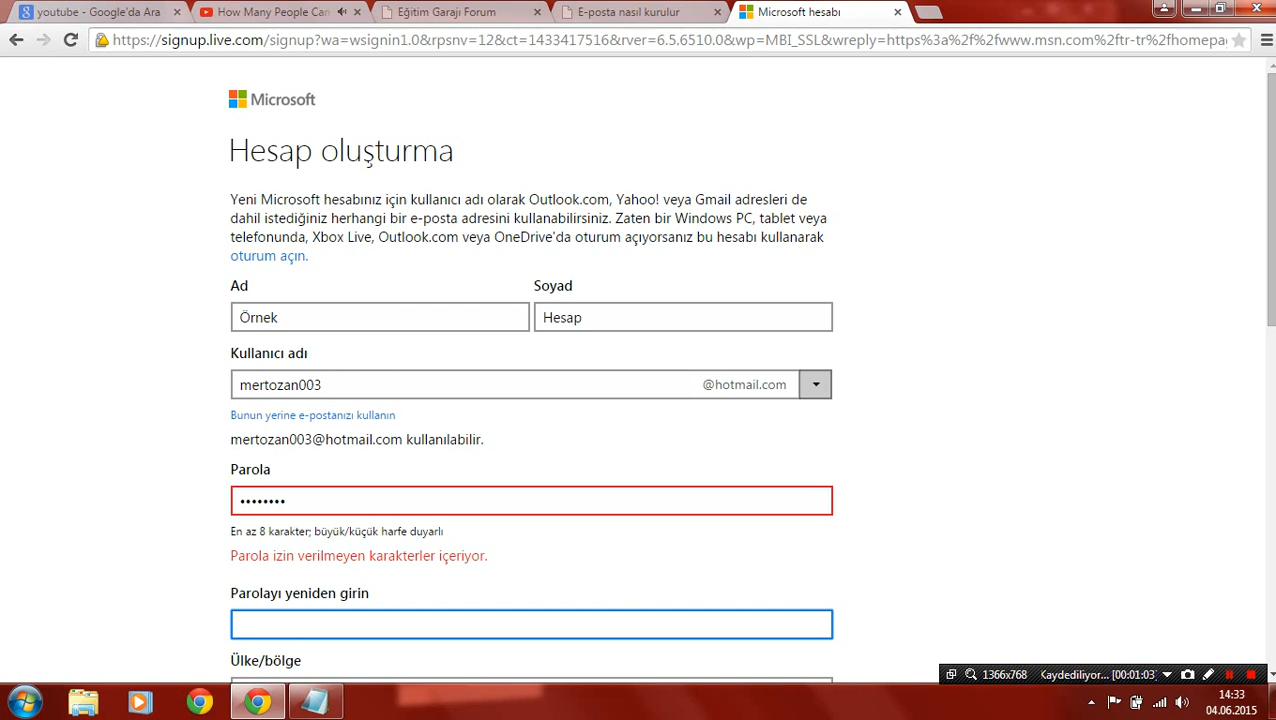 youtube - Google'da Ara
How Many People Can
Eğitim Garajı Forum
E-posta nasıl kurulur
Microsoft hesabı
https://signup.live.com/signup?wa=wsignin1.0&rpsnv=12&ct=1433417516&rver=6.5.6510.0&wp=MBI_SSL&wreply=https%3a%2f%2fwww.msn.com%2ftr-tr%2fhomepag
Microsoft
Hesap oluşturma
Yeni Microsoft hesabınız için kullanıcı adı olarak Outlook.com, Yahoo! veya Gmail adresleri de
dahil istediğiniz herhangi bir e-posta adresini kullanabilirsiniz. Zaten bir Windows PC, tablet veya
telefonunda, Xbox Live, Outlook.com veya OneDrive'da oturum açıyorsanız bu hesabı kullanarak
oturum açın.
Ad Soyad
Örnek Hesap
Kullanıcı adı
mertozan003 @hotmail.com
Bunun yerine e-postanızı kullanın
mertozan003@hotmail.com kullanılabilir.
Parola
••••••••
En az 8 karakter; büyük/küçük harfe duyarlı
Parola izin verilmeyen karakterler içeriyor.
Parolayı yeniden girin
Ülke/bölge
1366x768 Kaydediliyor... [00:01:03]
14:33
04.06.2015